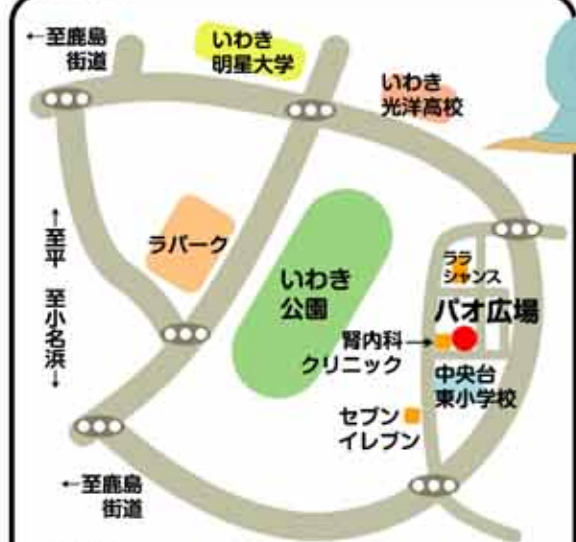 ←至鹿島
街道
いわき
明星大学
いわき
光洋高校
↑至平 至小名浜↓
ラパーク
いわき
公園
ララ
シャンス
パオ広場
腎内科→
クリニック
中央台
東小学校
セブン
イレブン
←至鹿島
街道